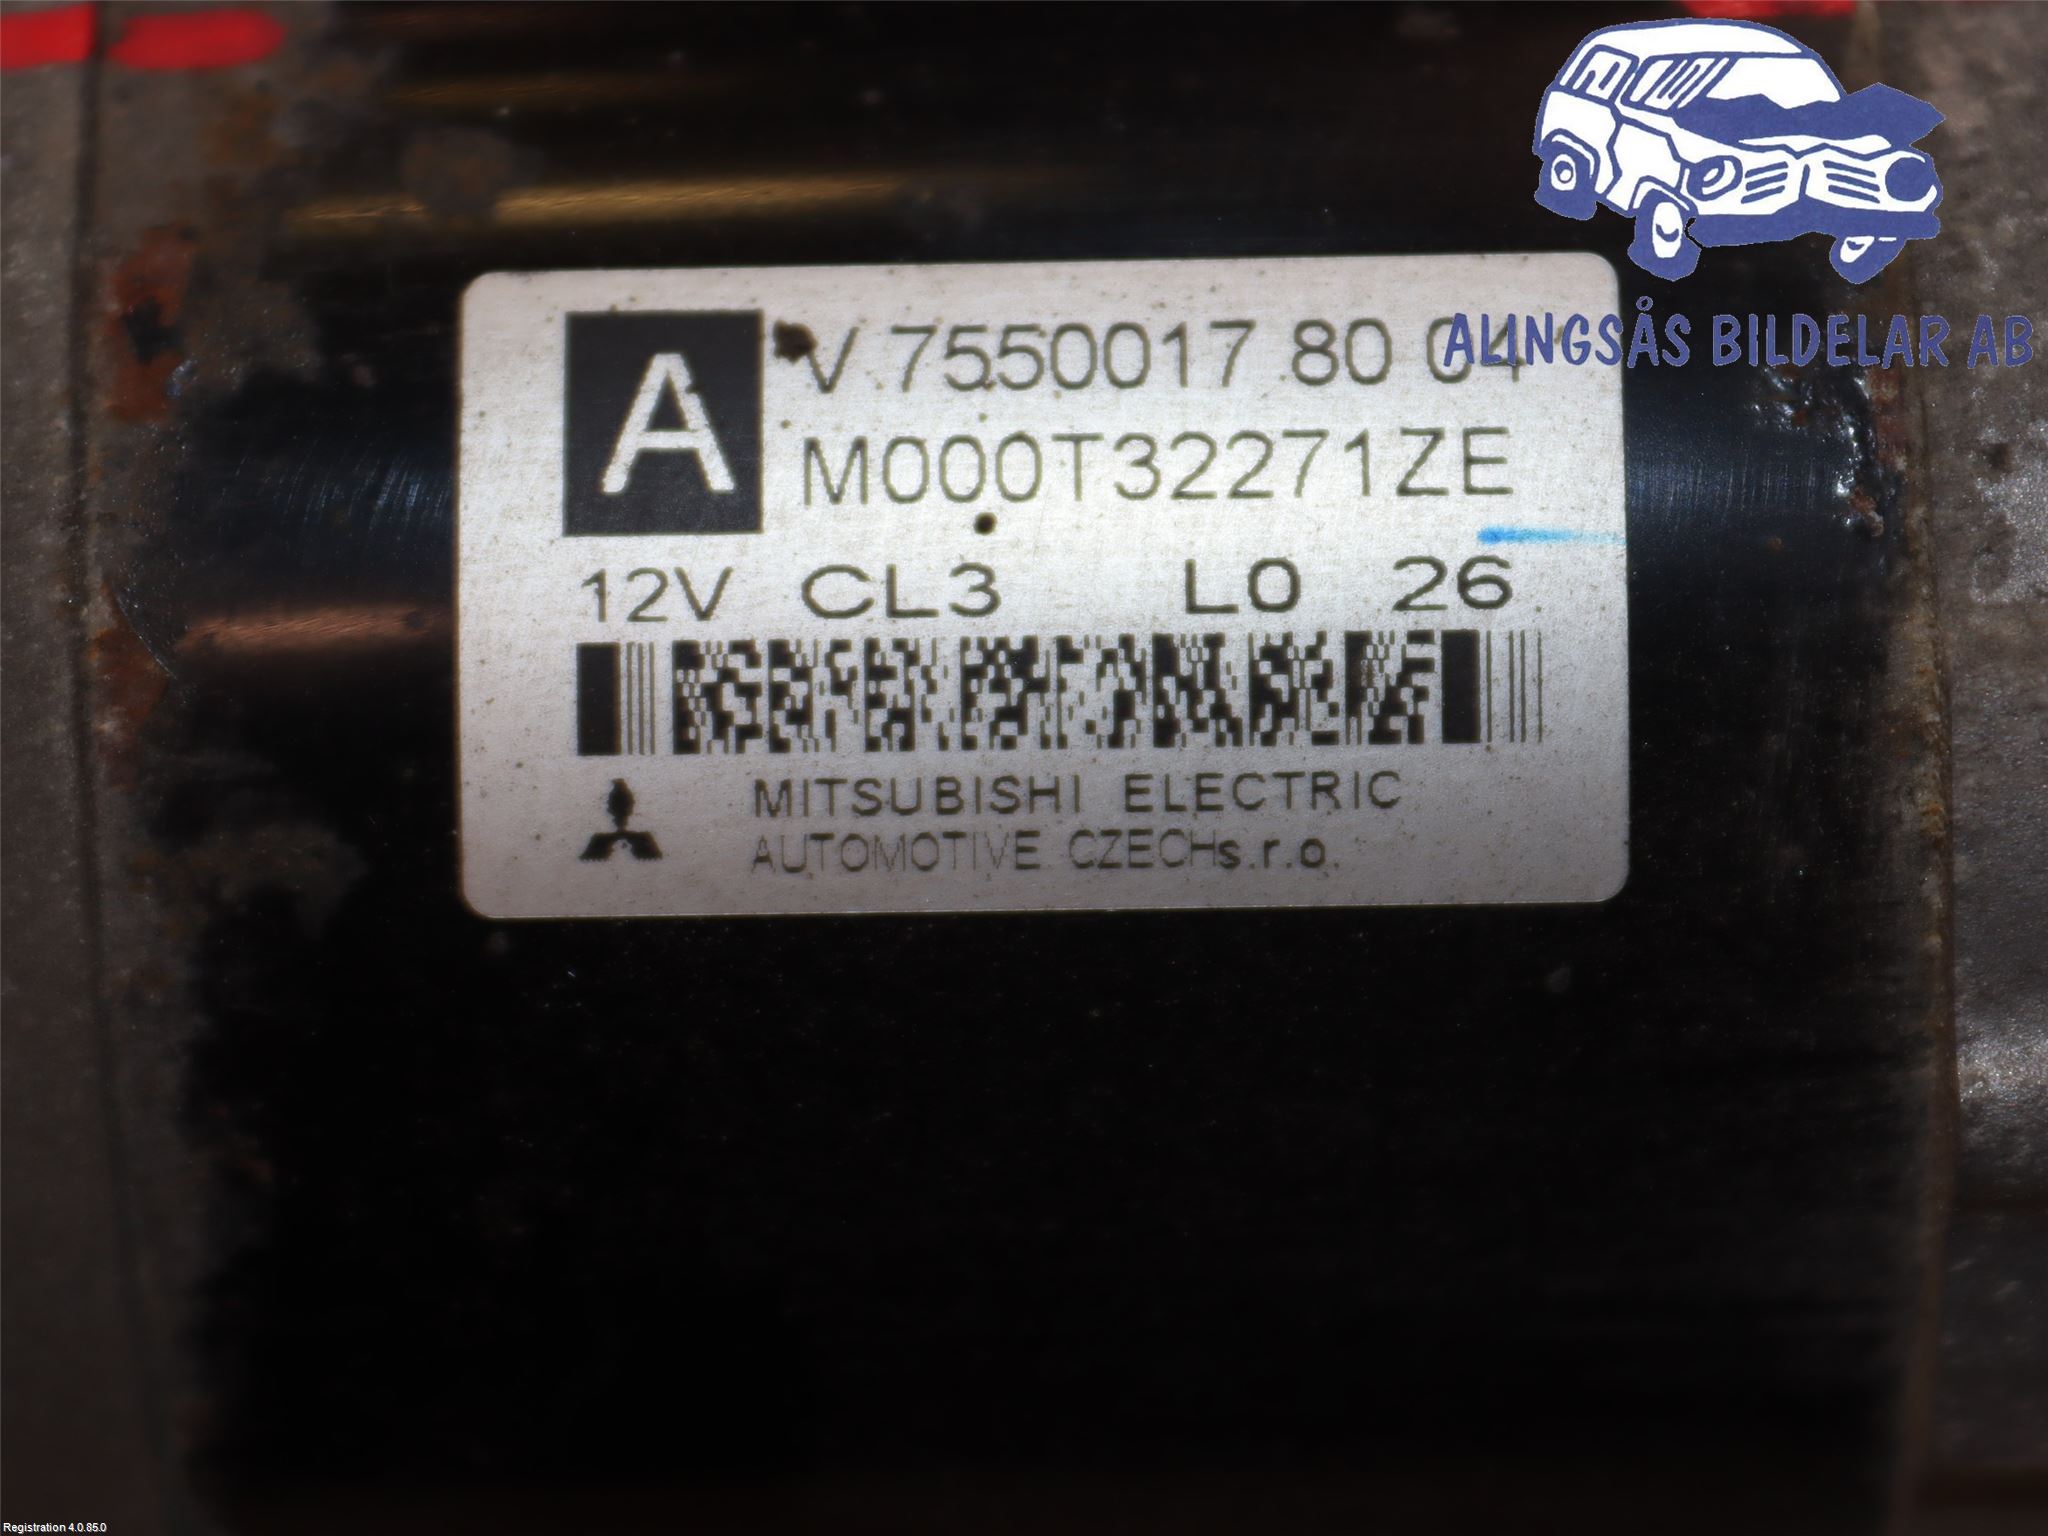 A
V 7550017 80 04
M000T32271ZE
12V CL3 L0 26
MITSUBISHI ELECTRIC
AUTOMOTIVE CZECH s.r.o.
ALINGSÅS BILDELAR AB
Registration 4.0.85.0